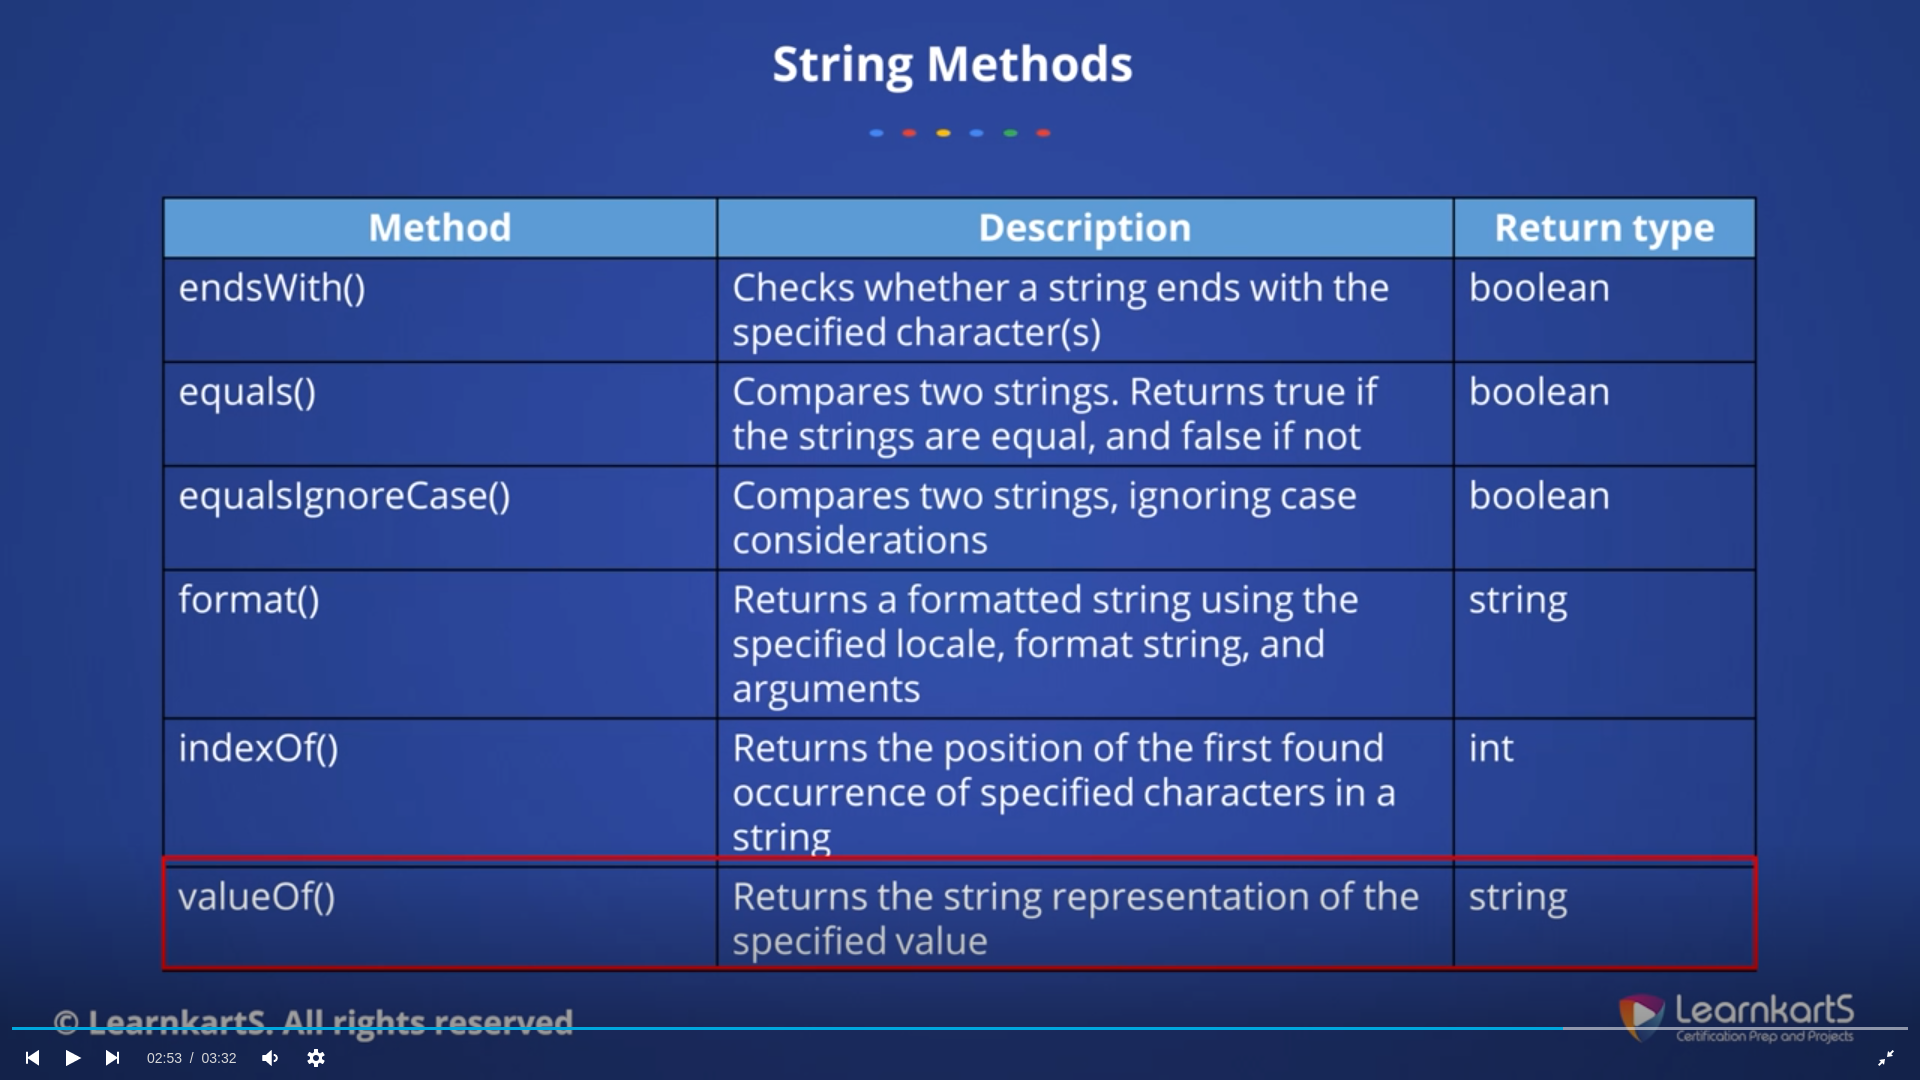 String Methods
Method Description Return type
endsWith() Checks whether a string ends with the boolean
specified character(s)
equals() Compares two strings. Returns true if boolean
the strings are equal, and false if not
equalsIgnoreCase() Compares two strings, ignoring case boolean
considerations
format() Returns a formatted string using the string
specified locale, format string, and
arguments
indexOf() Returns the position of the first found int
occurrence of specified characters in a
string
valueOf() Returns the string representation of the string
specified value
© LearnkartS. All rights reserved
LearnkartS
Certification Prep and Projects
02:53 / 03:32